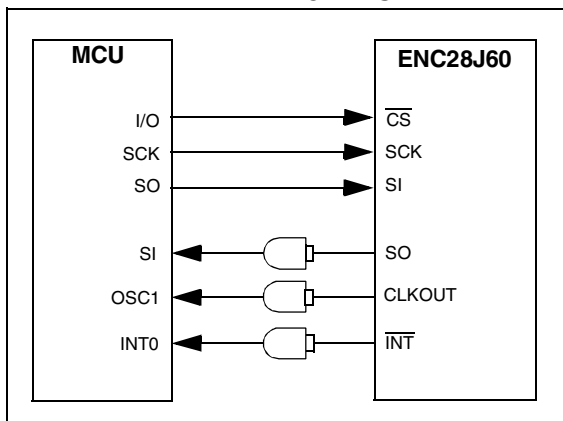 MCU
ENC28J60
I/O
CS
SCK
SCK
SO
SI
SI
SO
OSC1
CLKOUT
INT0
INT